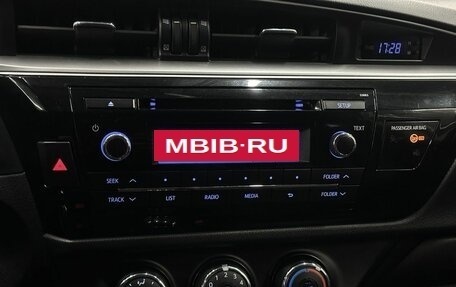 17:28
SETUP
TEXT
PASSENGER AIR BAG
MBIB·RU
SEEK
FOLDER
TRACK
LIST
RADIO
MEDIA
FOLDER